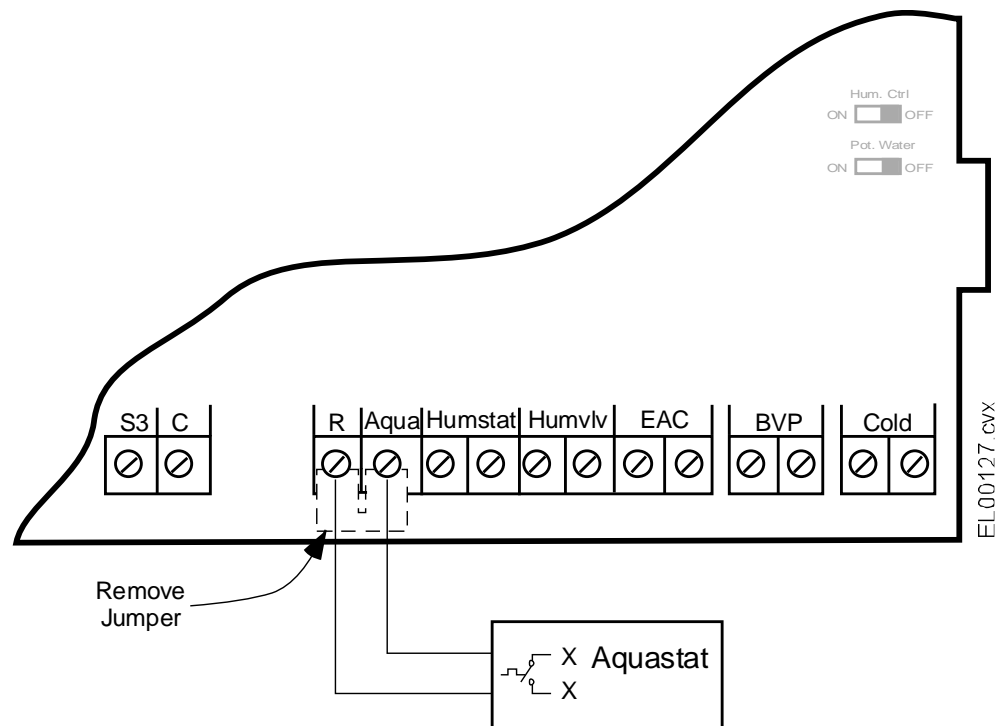 Hum. Ctrl
ON OFF
Pot. Water
ON OFF
S3 C R Aqua Humstat Humvlv EAC BVP Cold
EL00127.cvx
Remove
Jumper
X Aquastat
X